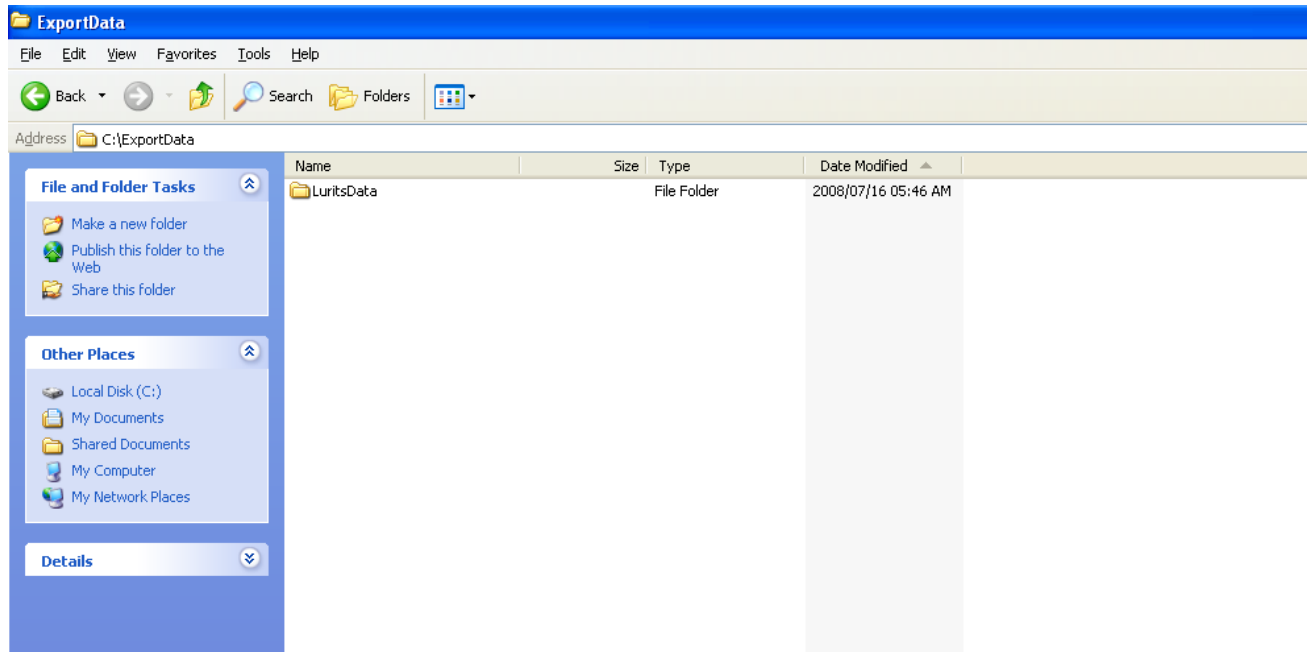 ExportData
File Edit View Favorites Tools Help
Back Search Folders
Address C:\ExportData
Name Size Type Date Modified
LuritsData File Folder 2008/07/16 05:46 AM
File and Folder Tasks
Make a new folder
Publish this folder to the
Web
Share this folder
Other Places
Local Disk (C:)
My Documents
Shared Documents
My Computer
My Network Places
Details